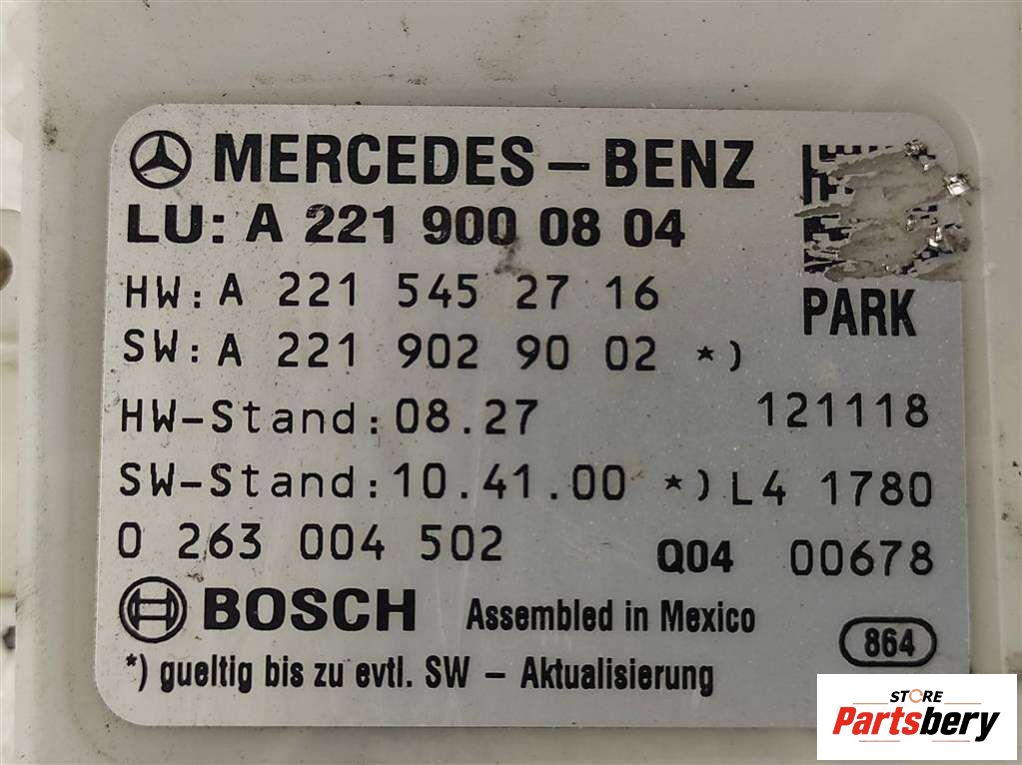 MERCEDES-BENZ
LU: A 221 900 08 04
HW: A 221 545 27 16
PARK
SW: A 221 902 90 02 *)
HW-Stand: 08.27 121118
SW-Stand: 10.41.00 *) L4 1780
0 263 004 502 Q04 00678
BOSCH Assembled in Mexico 864
*) gueltig bis zu evtl. SW - Aktualisierung
STORE
Partsbery